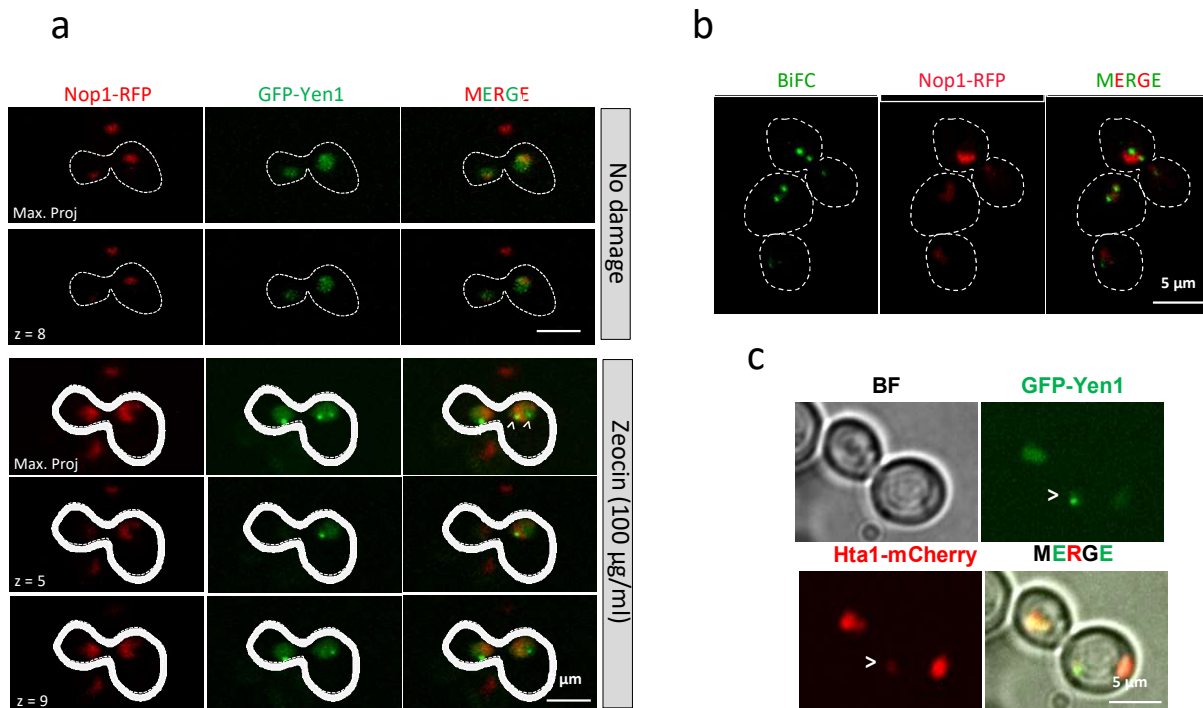 a
Nop1-RFP GFP-Yen1 MERGE
Max. Proj
z = 8
No damage
Max. Proj
z = 5
z = 9
µm
Zeocin (100 µg/ml)
b
BiFC Nop1-RFP MERGE
5 µm
c
BF GFP-Yen1
>
Hta1-mCherry MERGE
>
5 µm